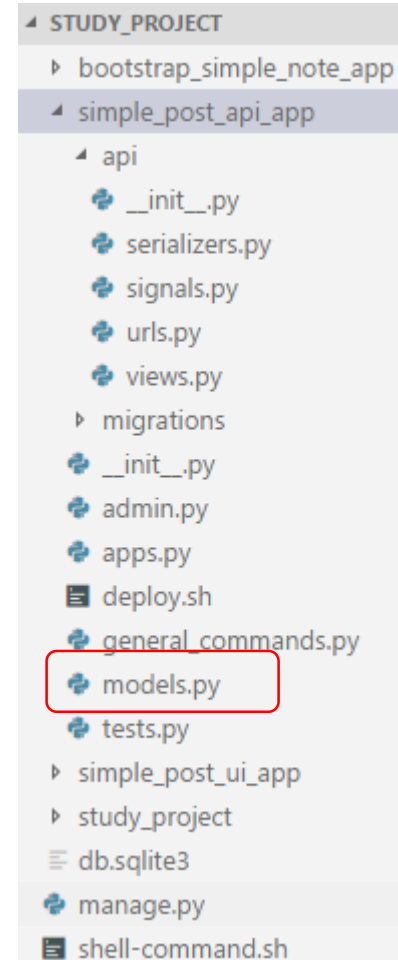 STUDY_PROJECT
bootstrap_simple_note_app
simple_post_api_app
api
__init__.py
serializers.py
signals.py
urls.py
views.py
migrations
__init__.py
admin.py
apps.py
deploy.sh
general_commands.py
models.py
tests.py
simple_post_ui_app
study_project
db.sqlite3
manage.py
shell-command.sh